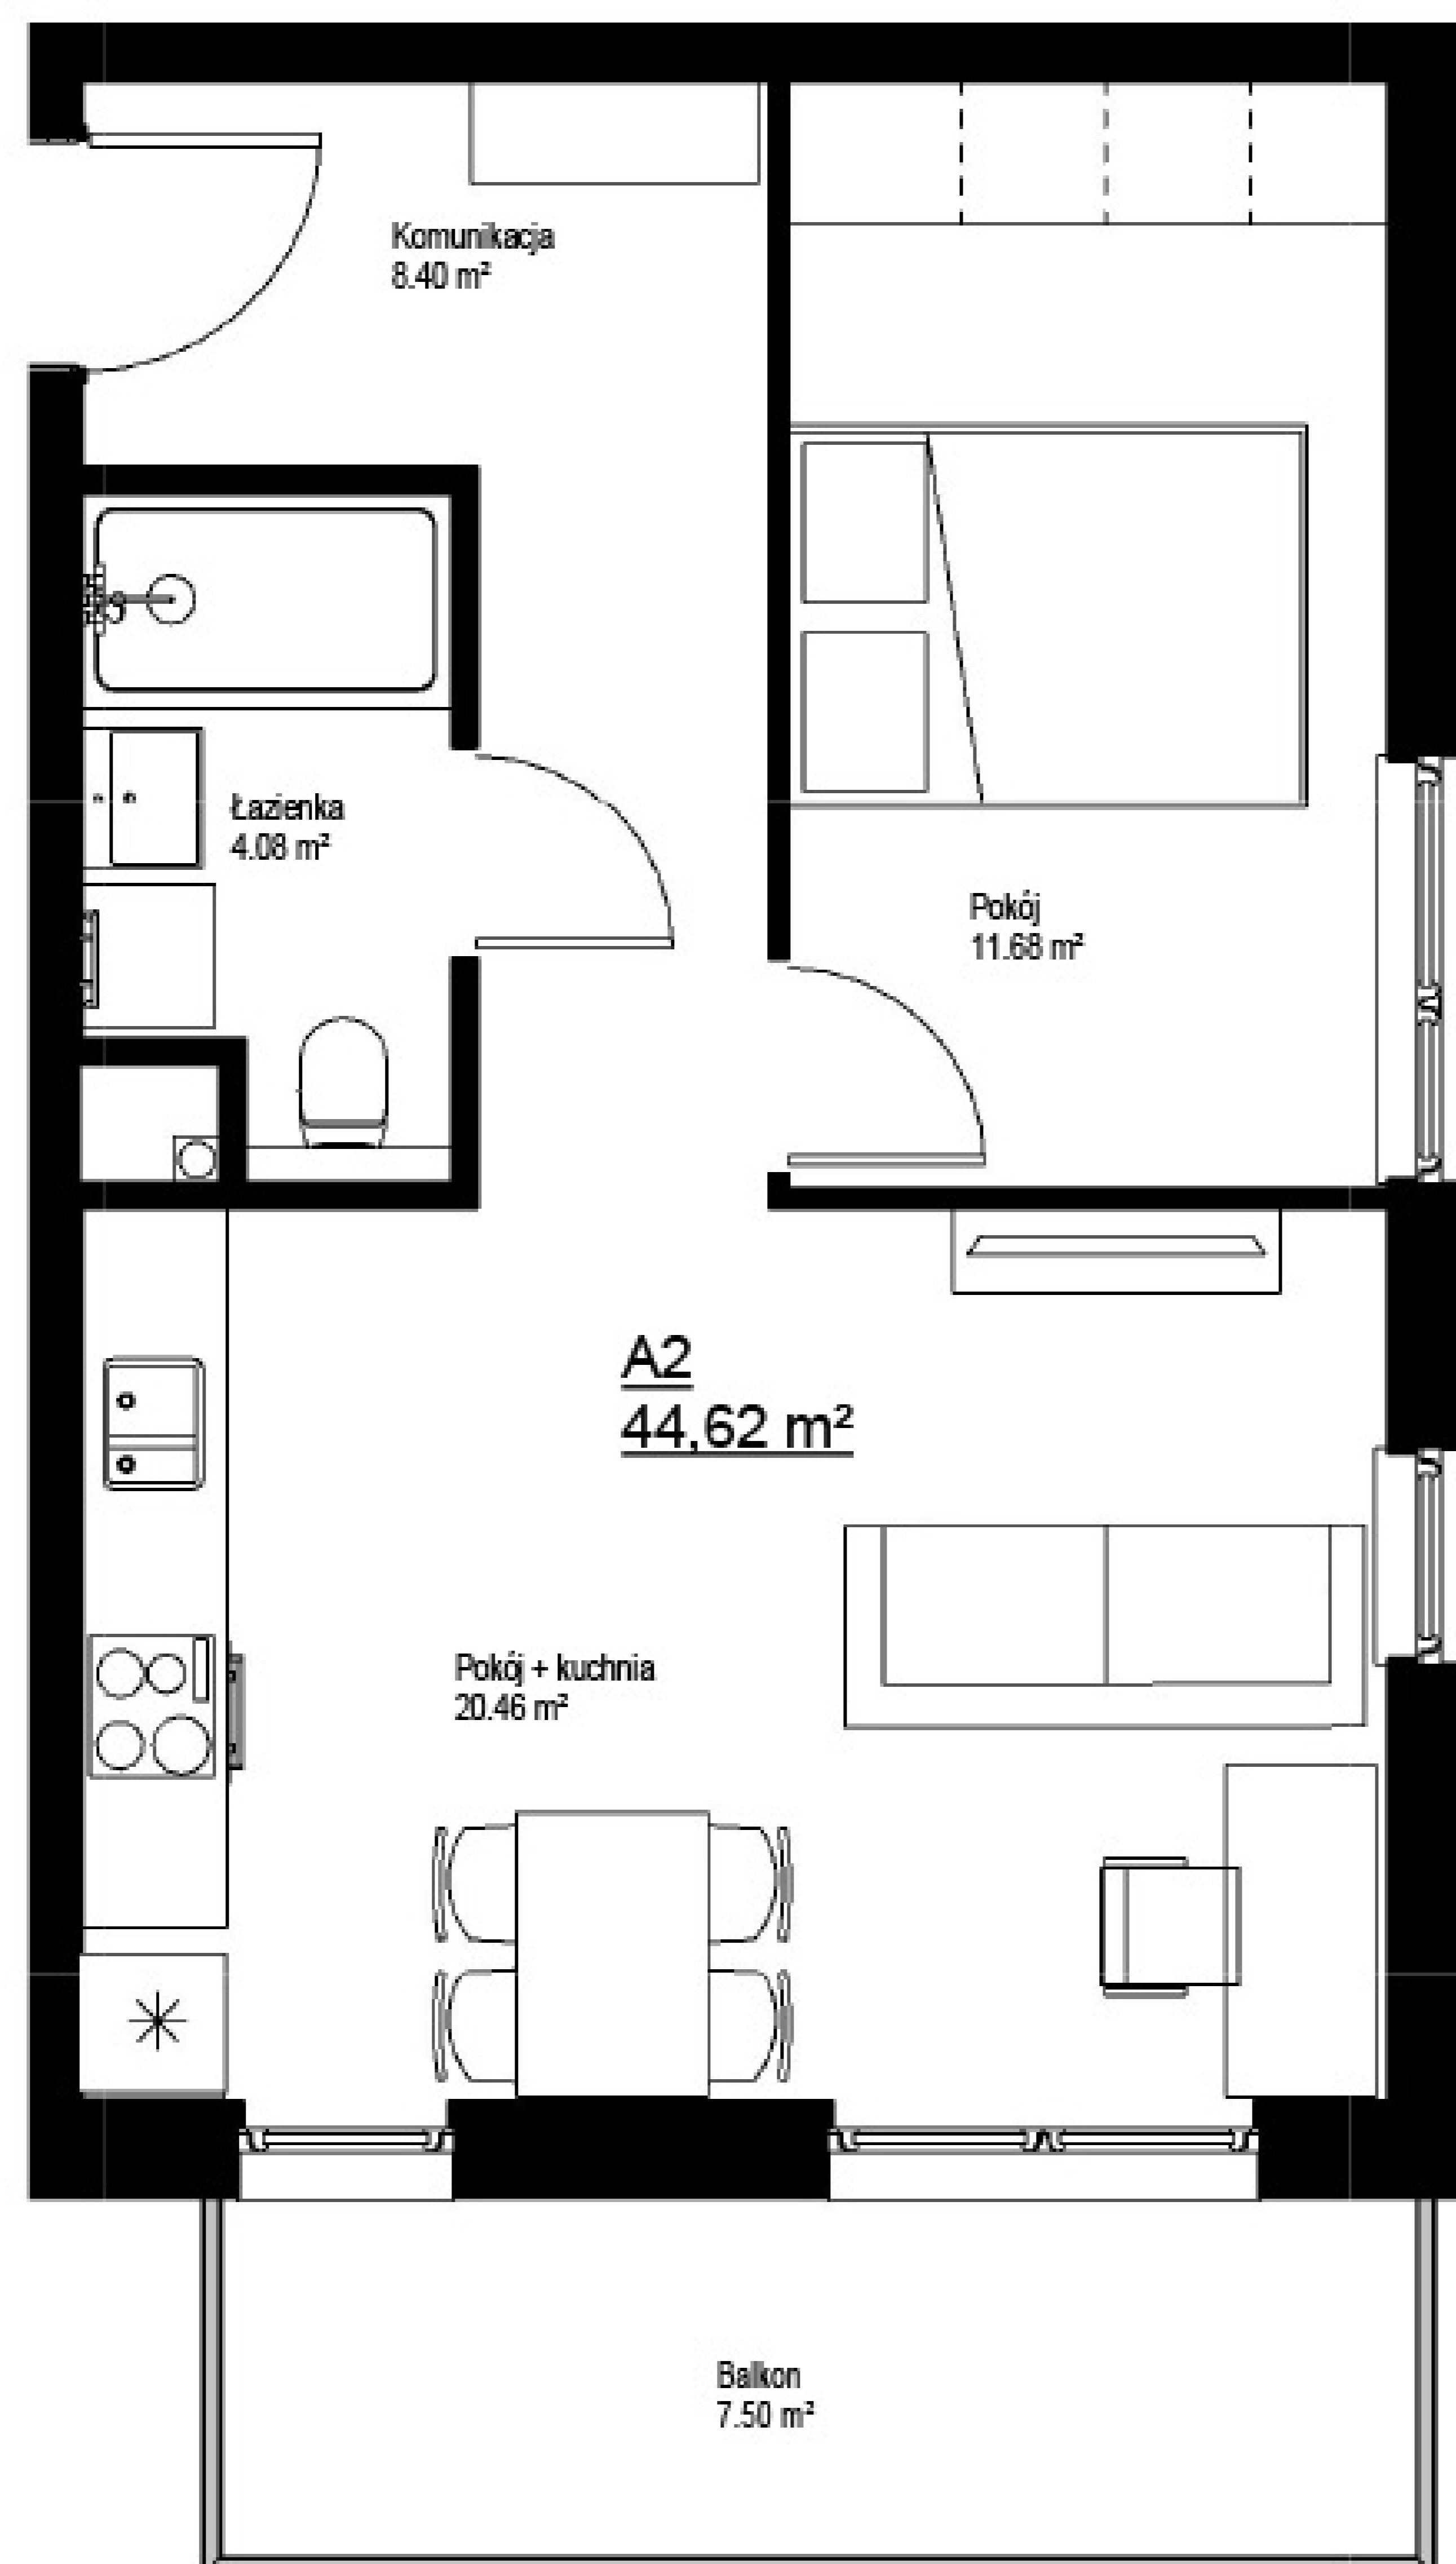 Komunikacja
8.40 m²
Łazienka
4.08 m²
Pokój
11.68 m²
A2
44,62 m²
Pokój + kuchnia
20.46 m²
Balkon
7.50 m²